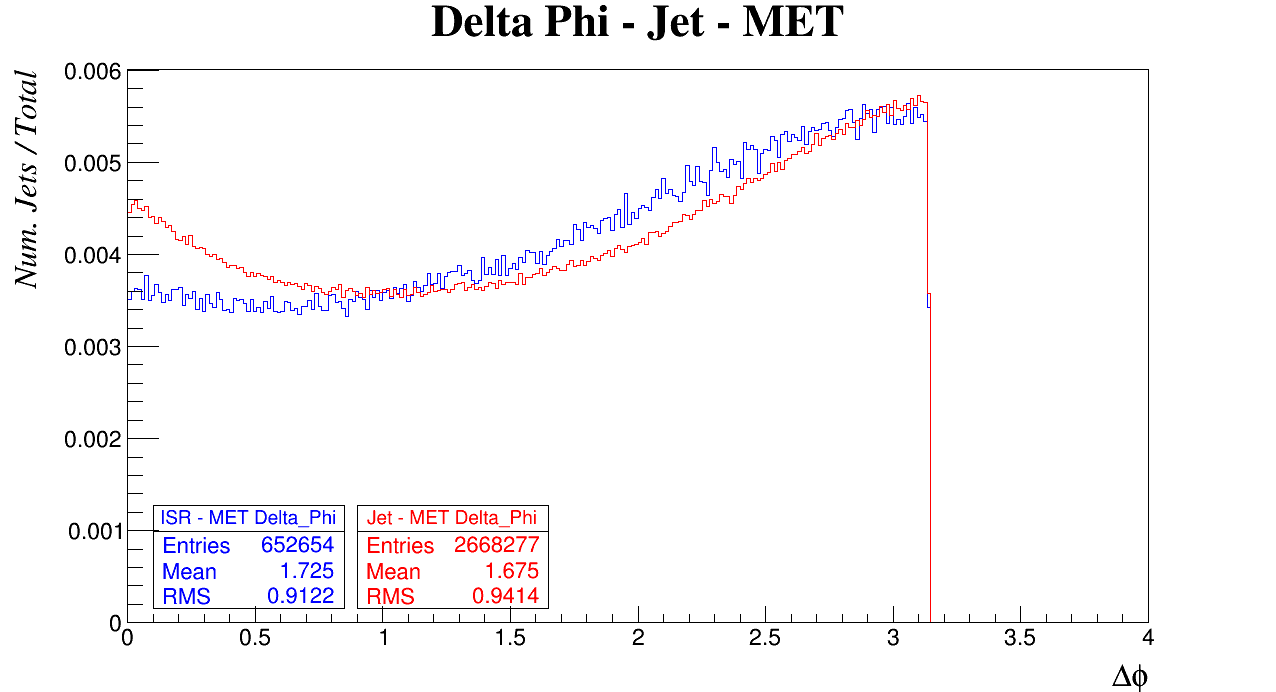 Delta Phi - Jet - MET
Num. Jets / Total
0.006
0.005
0.004
0.003
0.002
0.001
0
ISR - MET Delta_Phi
Entries 652654
Mean 1.725
RMS 0.9122
Jet - MET Delta_Phi
Entries 2668277
Mean 1.675
RMS 0.9414
0 0.5 1 1.5 2 2.5 3 3.5 4
Δϕ